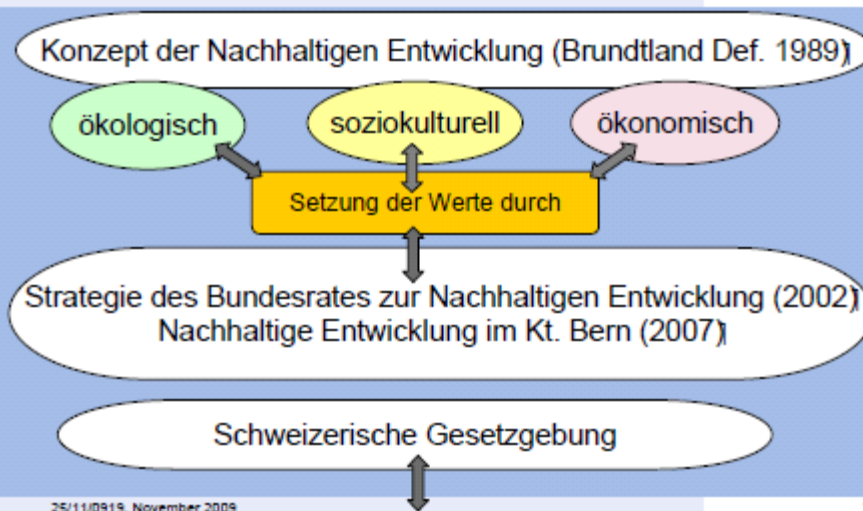 Konzept der Nachhaltigen Entwicklung (Brundtland Def. 1989)
ökologisch
soziokulturell
ökonomisch
Setzung der Werte durch
Strategie des Bundesrates zur Nachhaltigen Entwicklung (2002)
Nachhaltige Entwicklung im Kt. Bern (2007)
Schweizerische Gesetzgebung
25/11/0919. November 2009